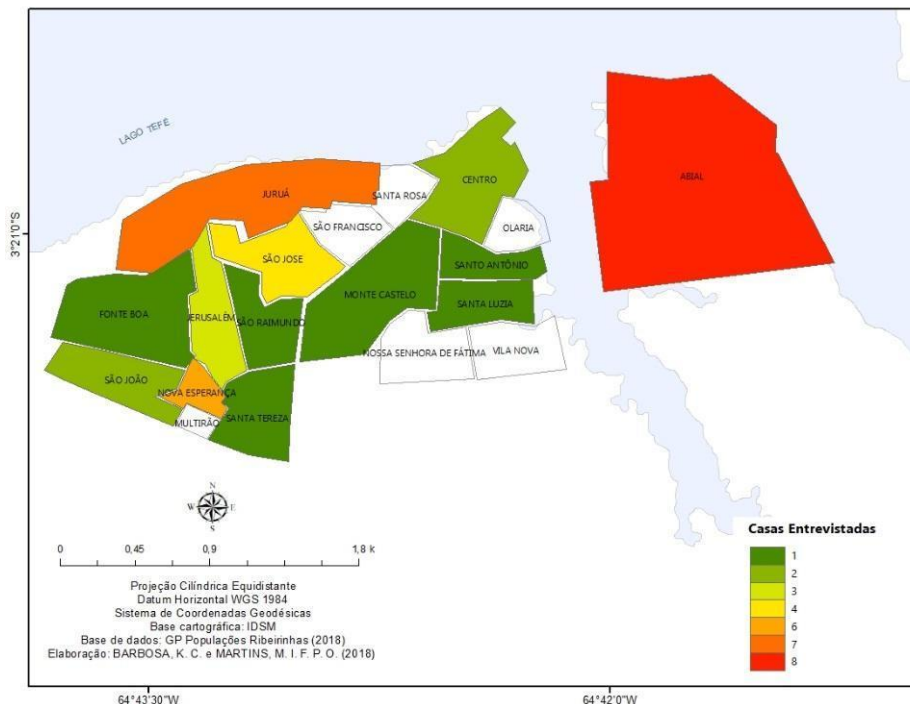 LAGO TEFÉ
JURUÁ
SANTA ROSA
CENTRO
ABIAL
SÃO FRANCISCO
OLARIA
3°21'0"S
SÃO JOSE
SANTO ANTÔNIO
MONTE CASTELO
SANTA LUZIA
FONTE BOA
JERUSALÉM
SÃO RAIMUNDO
NOSSA SENHORA DE FÁTIMA
VILA NOVA
SÃO JOÃO
NOVA ESPERANÇA
MULTIRÃO
SANTA TEREZA
N
W E
S
0 0,45 0,9 1,8 k
Projeção Cilíndrica Equidistante
Datum Horizontal WGS 1984
Sistema de Coordenadas Geodésicas
Base cartográfica: IDSM
Base de dados: GP Populações Ribeirinhas (2018)
Elaboração: BARBOSA, K. C. e MARTINS, M. I. F. P. O. (2018)
Casas Entrevistadas
1
2
3
4
6
7
8
64°43'30"W
64°42'0"W